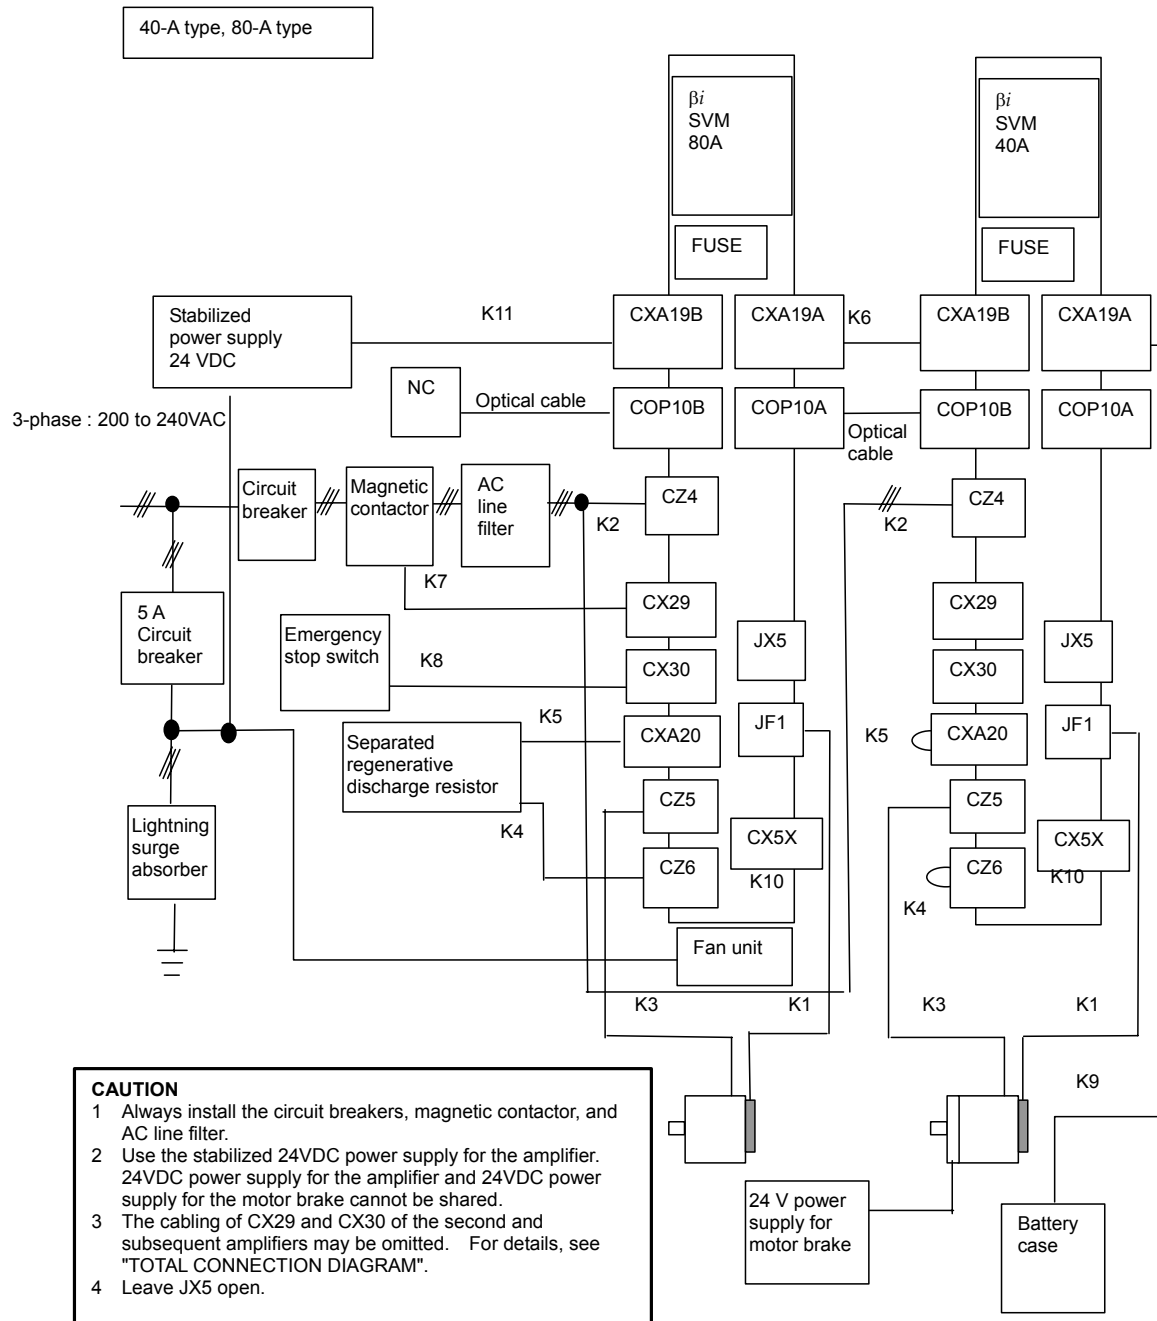 40-A type, 80-A type
βi
SVM
80A
βi
SVM
40A
FUSE
FUSE
Stabilized
power supply
24 VDC
K11
CXA19B
CXA19A
K6
CXA19B
CXA19A
NC
Optical cable
COP10B
COP10A
Optical
cable
COP10B
COP10A
3-phase : 200 to 240VAC
Circuit
breaker
Magnetic
contactor
AC
line
filter
K2
CZ4
K2
CZ4
K7
CX29
CX29
5 A
Circuit
breaker
Emergency
stop switch
K8
CX30
JX5
CX30
JX5
K5
CXA20
JF1
K5
CXA20
JF1
Separated
regenerative
discharge resistor
K4
CZ5
CZ5
Lightning
surge
absorber
CX5X
K10
CZ6
CX5X
K10
K4
CZ6
Fan unit
K3
K1
K3
K1
K9
CAUTION
1 Always install the circuit breakers, magnetic contactor, and
AC line filter.
2 Use the stabilized 24VDC power supply for the amplifier.
24VDC power supply for the amplifier and 24VDC power
supply for the motor brake cannot be shared.
3 The cabling of CX29 and CX30 of the second and
subsequent amplifiers may be omitted. For details, see
"TOTAL CONNECTION DIAGRAM".
4 Leave JX5 open.
24 V power
supply for
motor brake
Battery
case